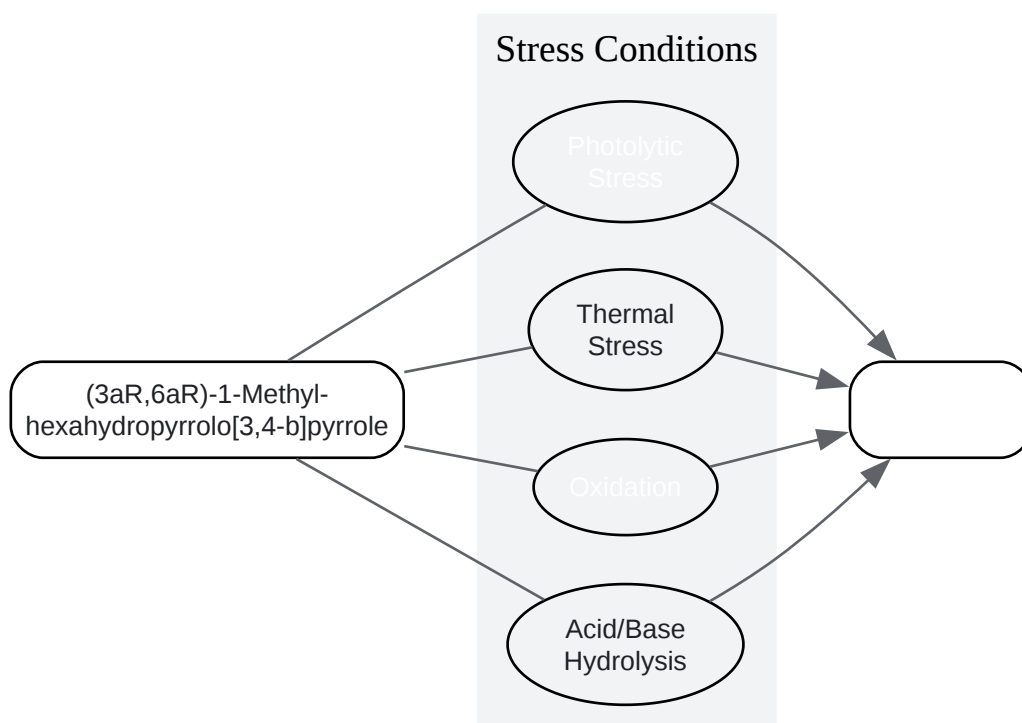 Stress Conditions
Photolytic
Stress
Thermal
Stress
(3aR,6aR)-1-Methyl-
hexahydropyrrolo[3,4-b]pyrrole
Oxidation
Acid/Base
Hydrolysis